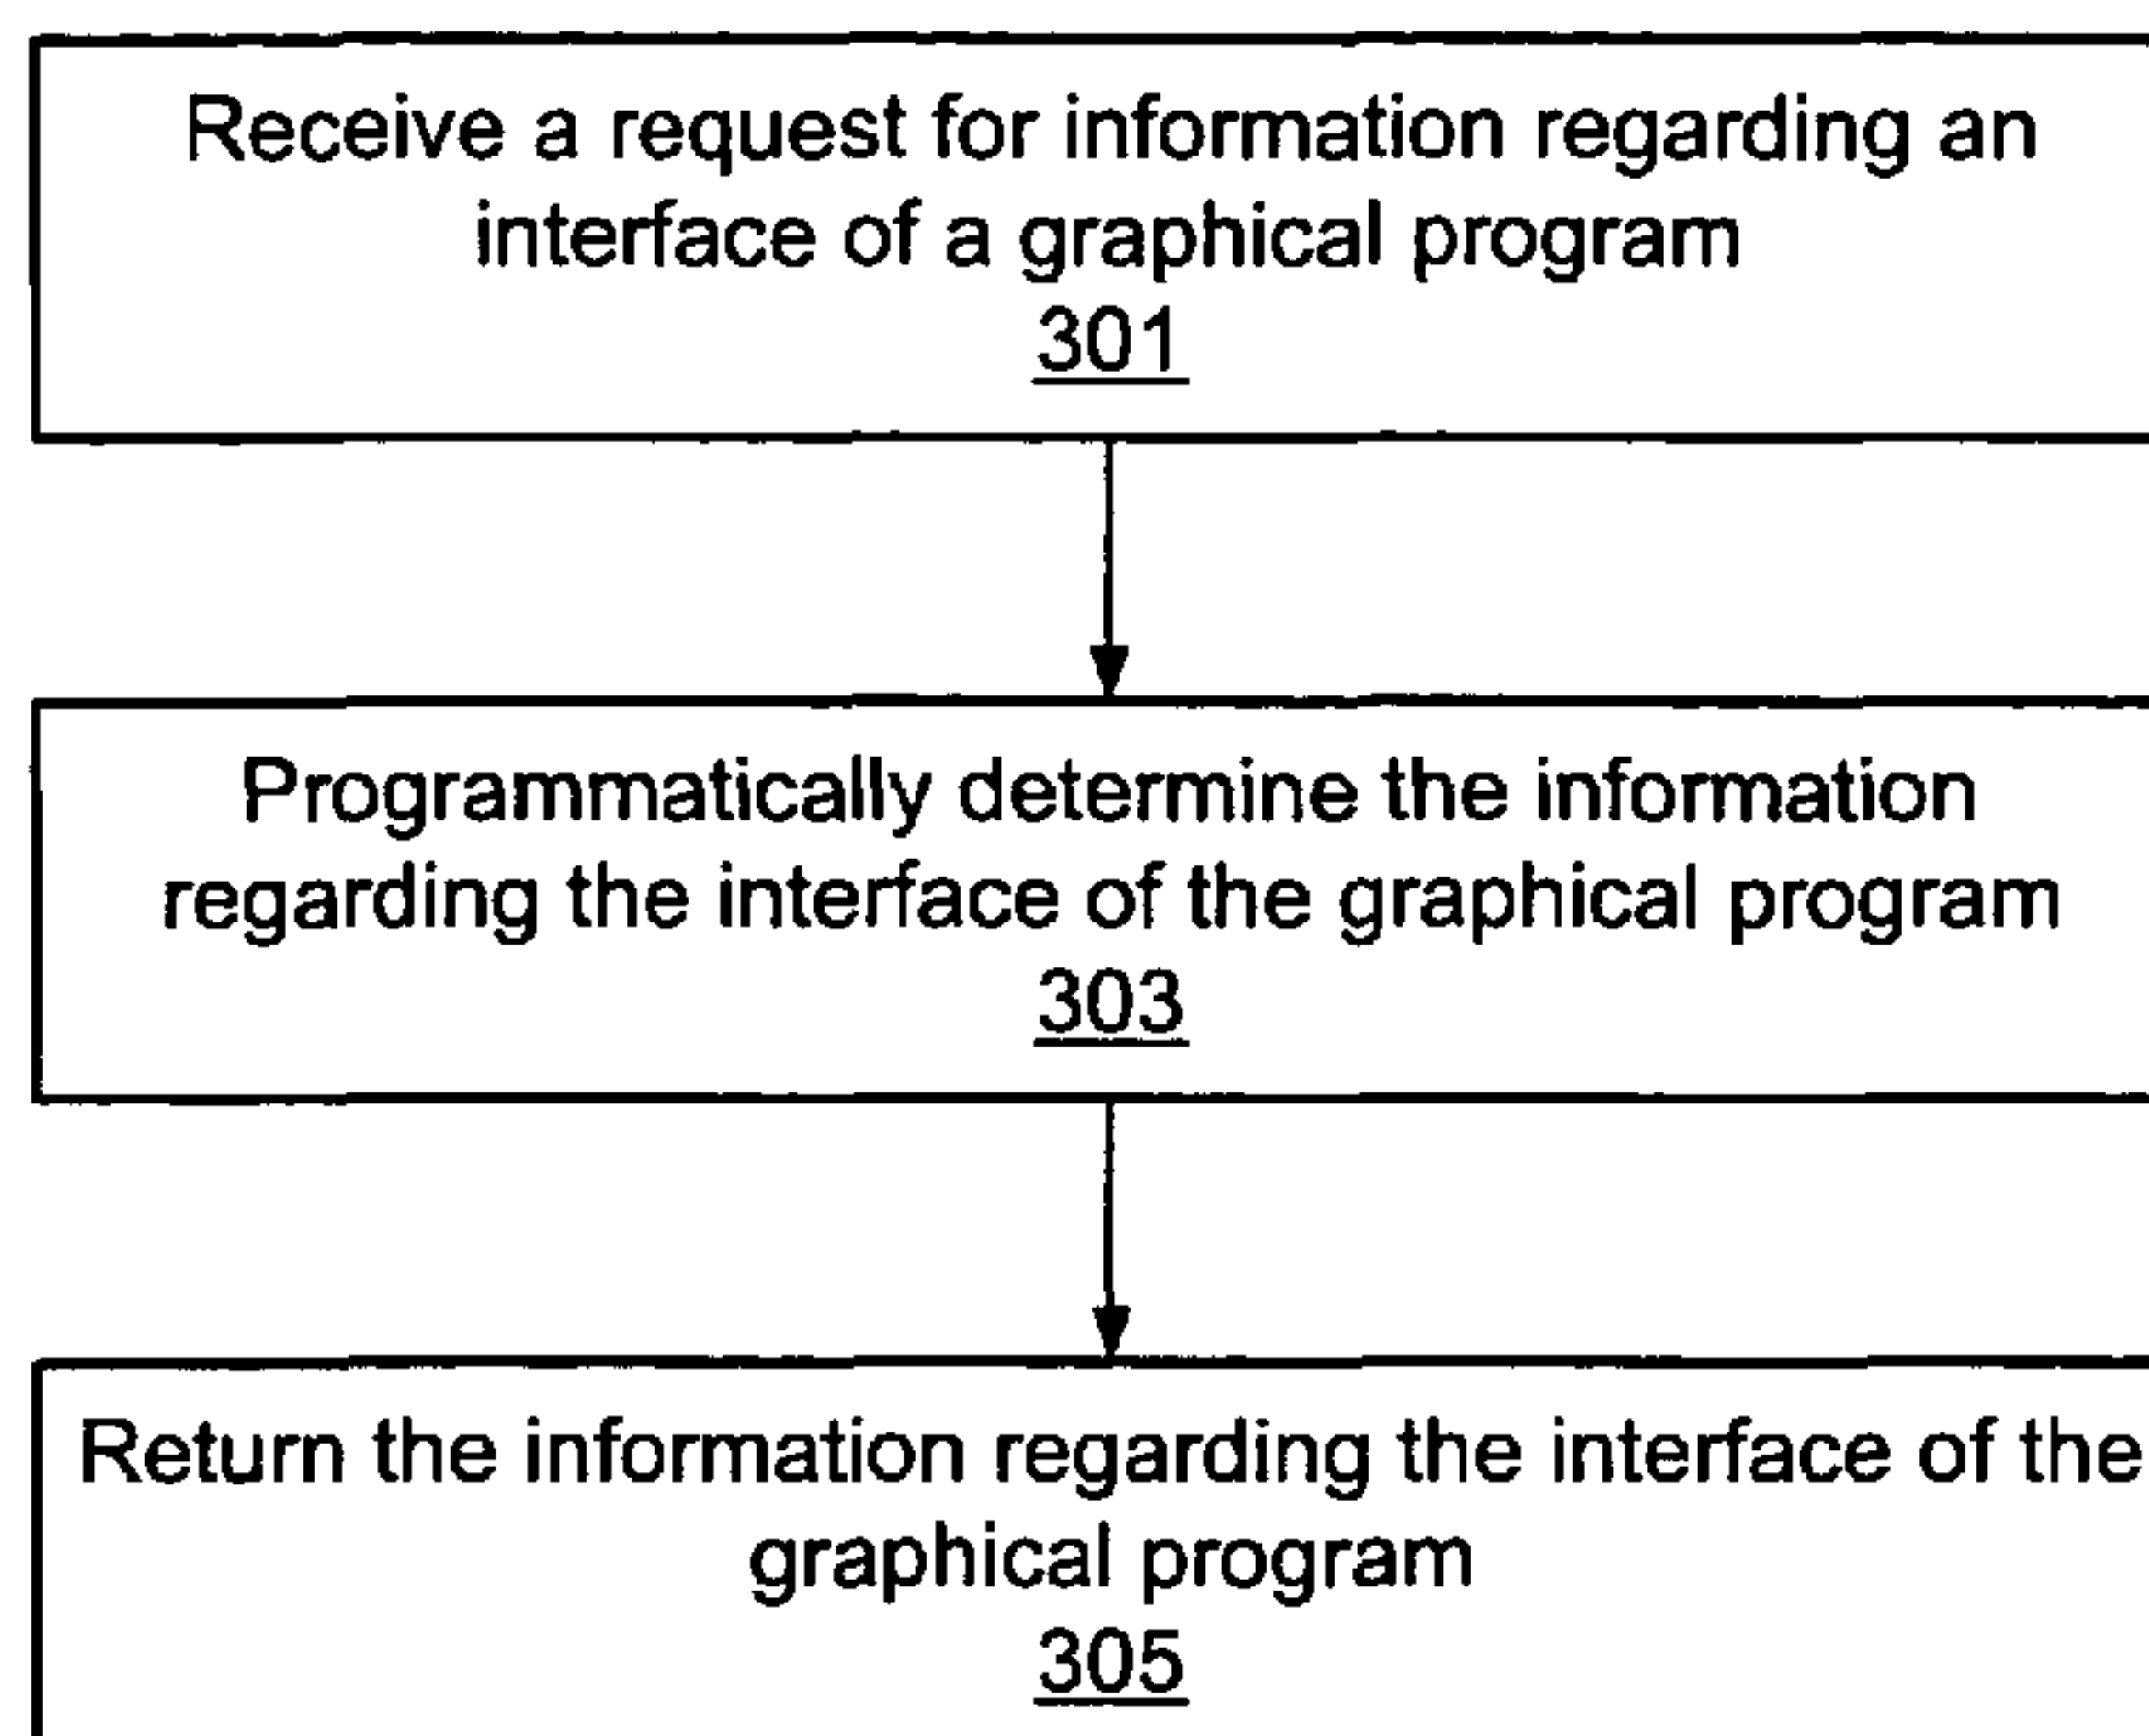 Receive a request for information regarding an
interface of a graphical program
301
Programmatically determine the information
regarding the interface of the graphical program
303
Return the information regarding the interface of the
graphical program
305